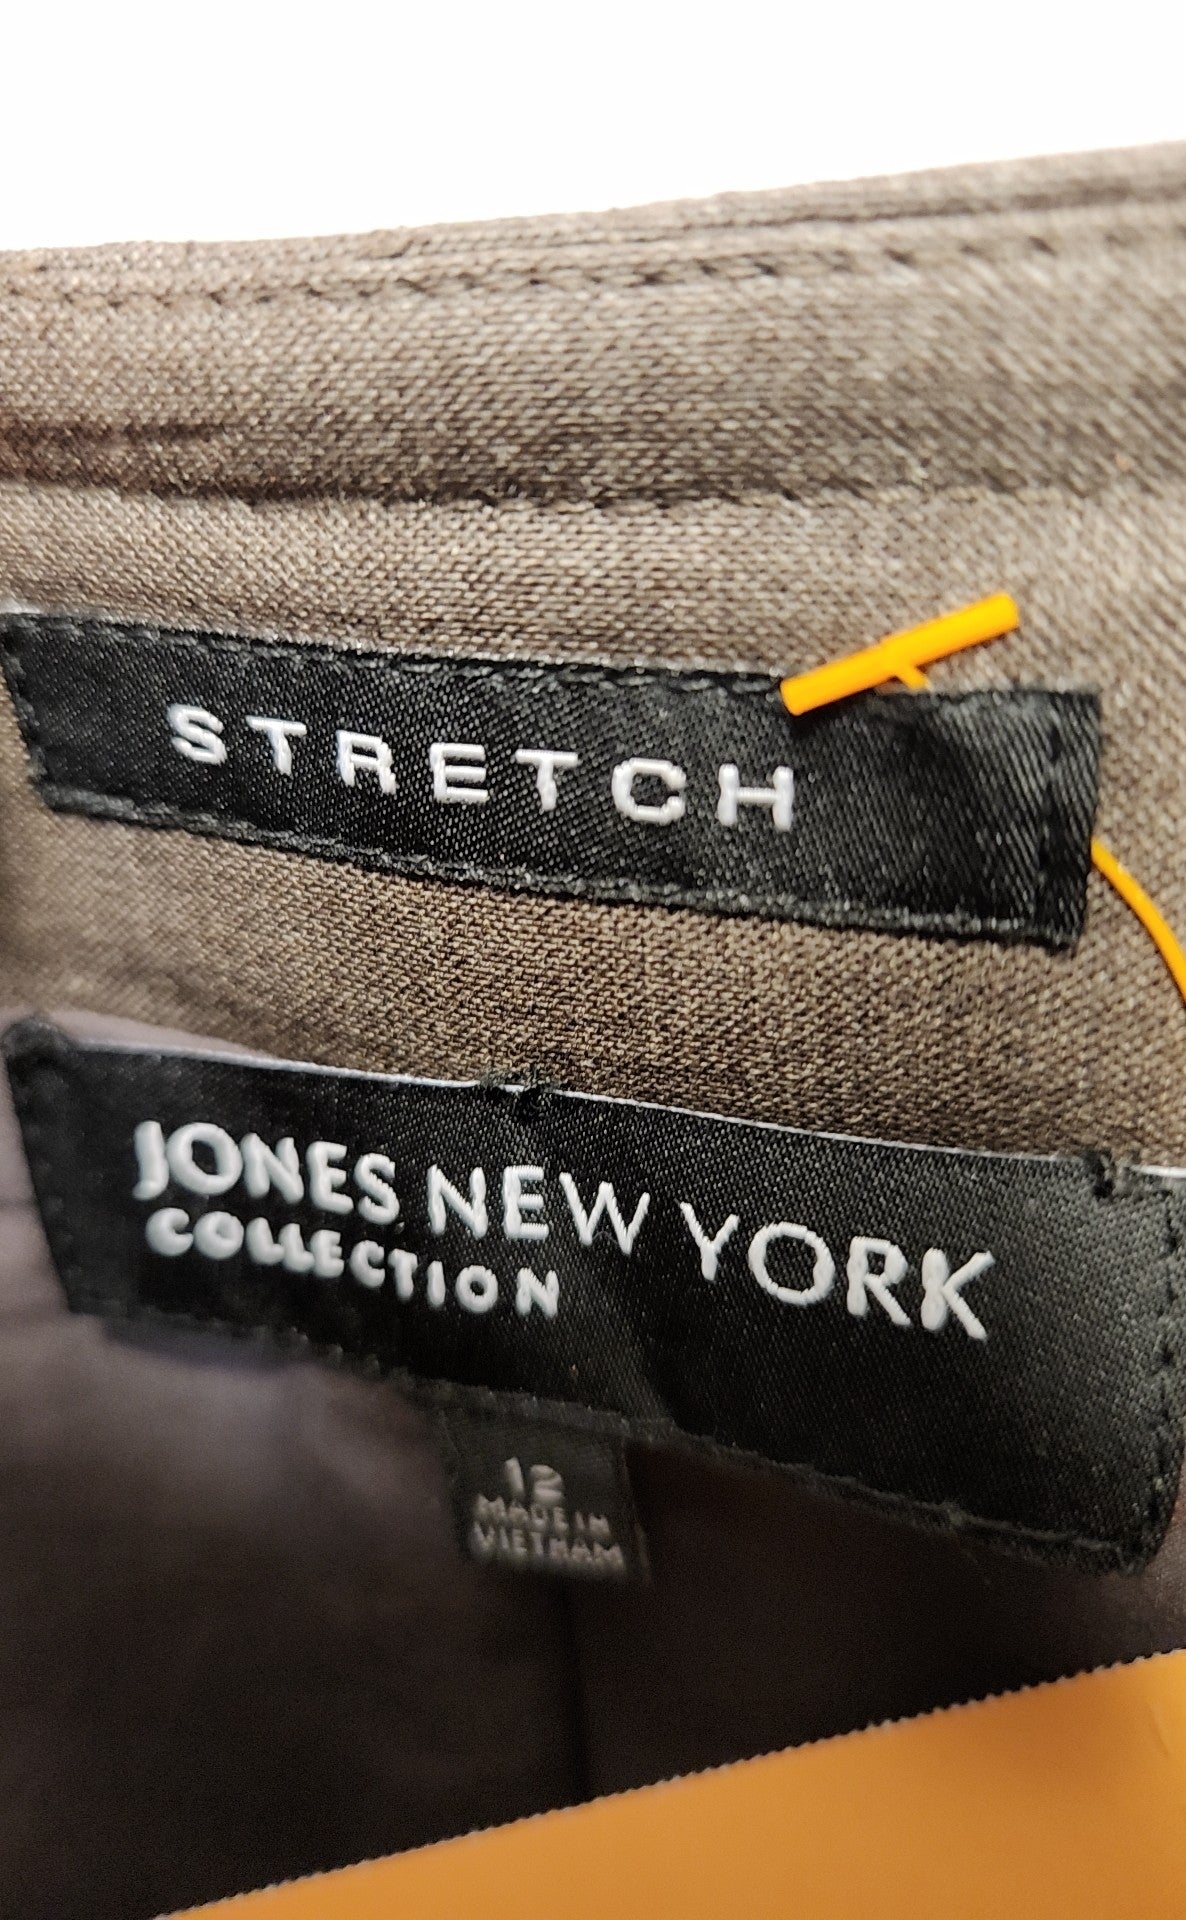 STRETCH
JONES NEW YORK
COLLECTION
12
MADE IN
VIETNAM